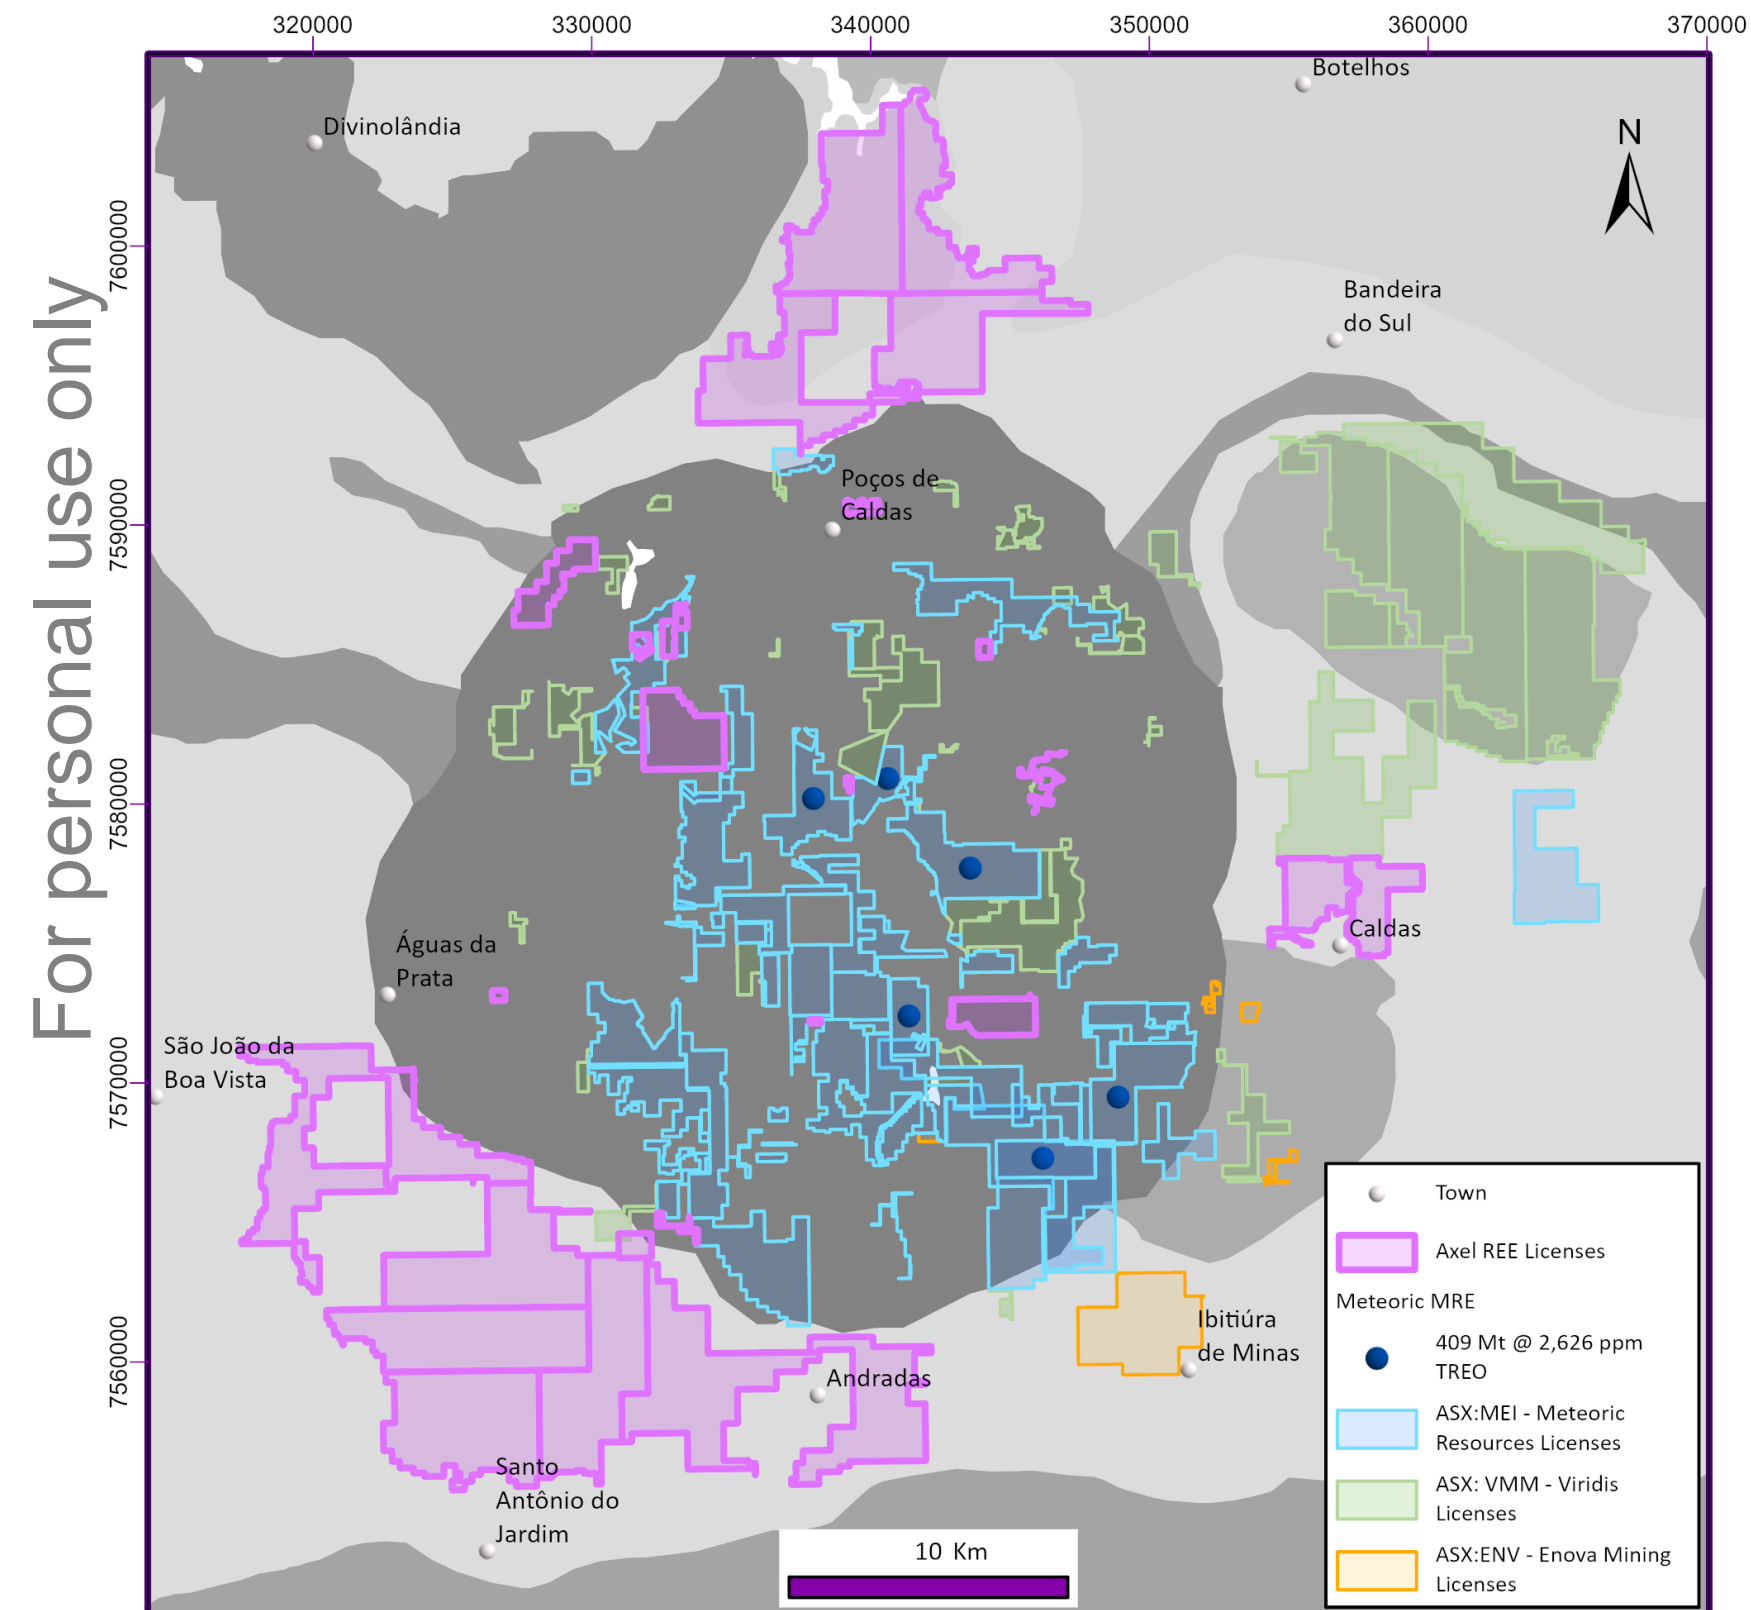 320000
330000
340000
350000
360000
370000
For personal use only
7600000
7590000
7580000
7570000
7560000
Botelhos
Divinolândia
N
Bandeira
do Sul
Poços de
Caldas
Caldas
Águas da
Prata
São João da
Boa Vista
Ibitiúra
de Minas
Andradas
Santo
Antônio do
Jardim
10 Km
Town
Axel REE Licenses
Meteoric MRE
409 Mt @ 2,626 ppm
TREO
ASX:MEI - Meteoric
Resources Licenses
ASX: VMM - Viridis
Licenses
ASX:ENV - Enova Mining
Licenses